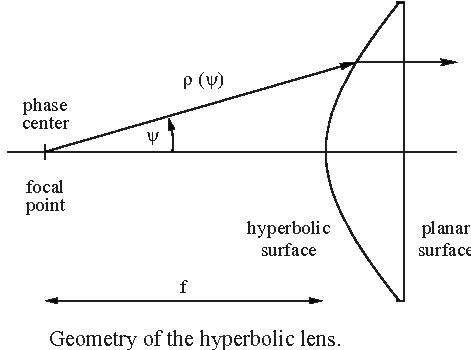 ρ (ψ)
phase
center
ψ
focal
point
hyperbolic
surface
planar
surface
f
Geometry of the hyperbolic lens.